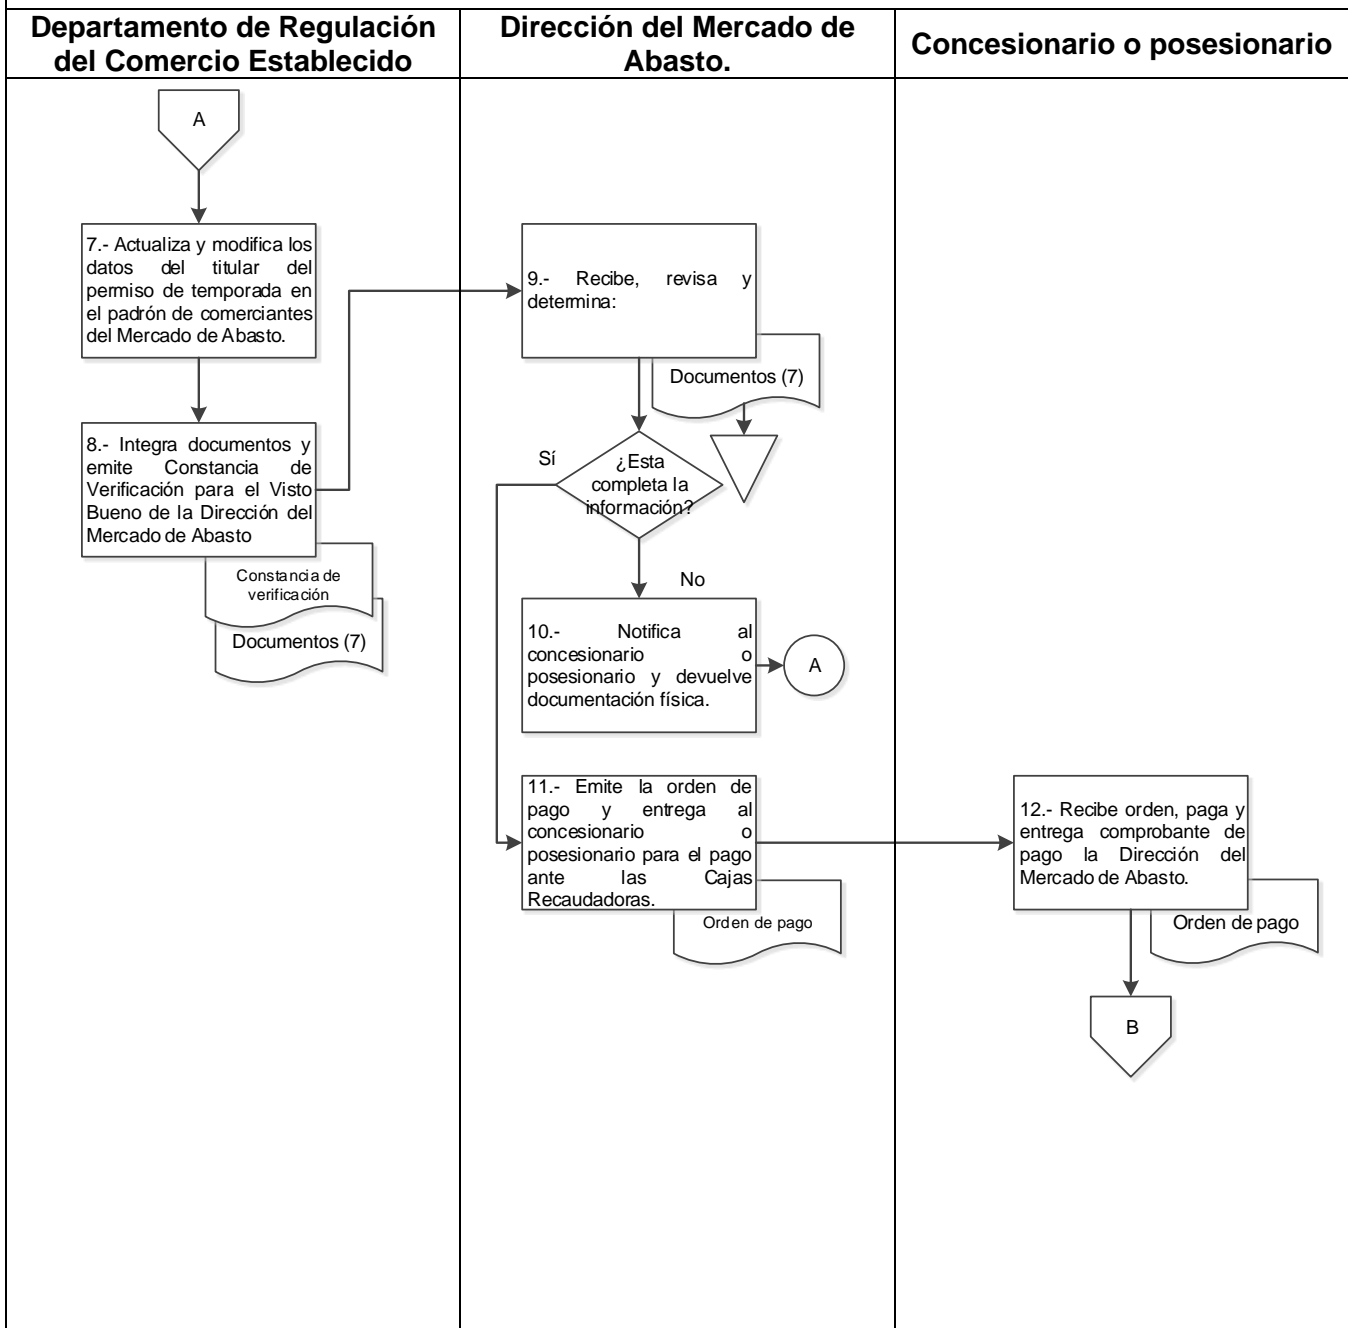 Departamento de Regulación
del Comercio Establecido
Dirección del Mercado de
Abasto.
Concesionario o posesionario
A
7.- Actualiza y modifica los
datos del titular del
permiso de temporada en
el padrón de comerciantes
del Mercado de Abasto.
8.- Integra documentos y
emite Constancia de
Verificación para el Visto
Bueno de la Dirección del
Mercado de Abasto
Constancia de
verificación
Documentos (7)
9.- Recibe, revisa y
determina:
Documentos (7)
Sí
¿Esta
completa la
información?
No
10.- Notifica al
concesionario o
posesionario y devuelve
documentación física.
A
11.- Emite la orden de
pago y entrega al
concesionario o
posesionario para el pago
ante las Cajas
Recaudadoras.
Orden de pago
12.- Recibe orden, paga y
entrega comprobante de
pago la Dirección del
Mercado de Abasto.
Orden de pago
B